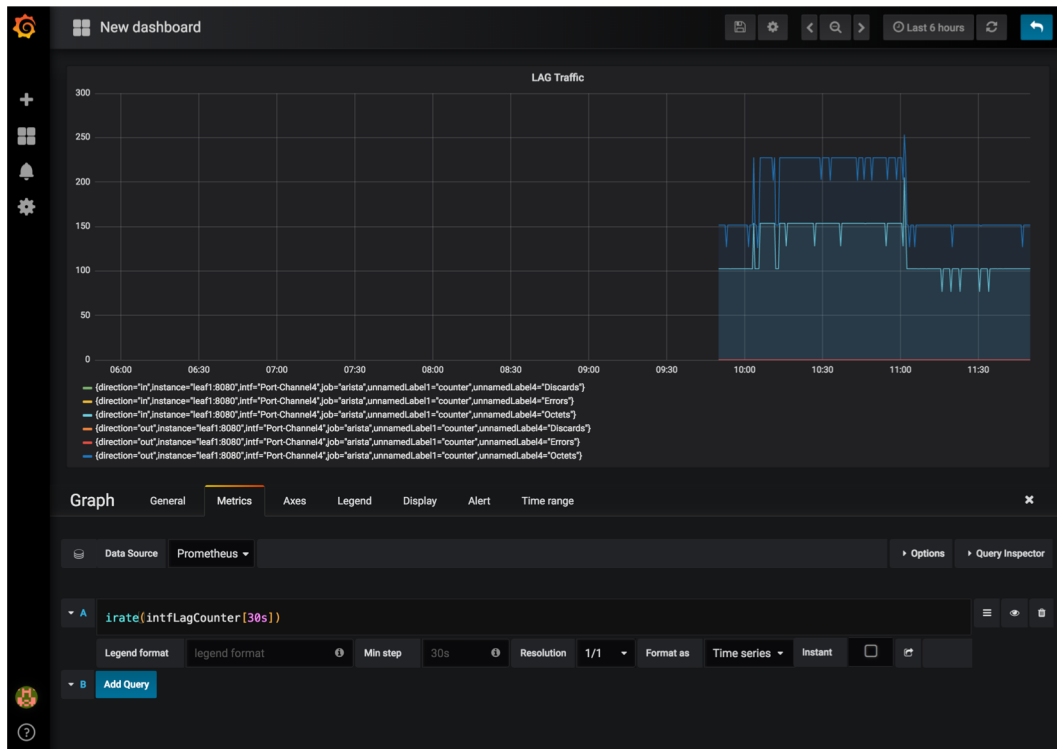 New dashboard
Last 6 hours
LAG Traffic
300
250
200
150
100
50
0
06:00 06:30 07:00 07:30 08:00 08:30 09:00 09:30 10:00 10:30 11:00 11:30
{direction="in",instance="leaf1:8080",intf="Port-Channel4",job="arista",unnamedLabel1="counter",unnamedLabel4="Discards"}
{direction="in",instance="leaf1:8080",intf="Port-Channel4",job="arista",unnamedLabel1="counter",unnamedLabel4="Errors"}
{direction="in",instance="leaf1:8080",intf="Port-Channel4",job="arista",unnamedLabel1="counter",unnamedLabel4="Octets"}
{direction="out",instance="leaf1:8080",intf="Port-Channel4",job="arista",unnamedLabel1="counter",unnamedLabel4="Discards"}
{direction="out",instance="leaf1:8080",intf="Port-Channel4",job="arista",unnamedLabel1="counter",unnamedLabel4="Errors"}
{direction="out",instance="leaf1:8080",intf="Port-Channel4",job="arista",unnamedLabel1="counter",unnamedLabel4="Octets"}
Graph General Metrics Axes Legend Display Alert Time range
Data Source Prometheus Options Query Inspector
A irate(intfLagCounter[30s])
Legend format legend format Min step 30s Resolution 1/1 Format as Time series Instant
B Add Query